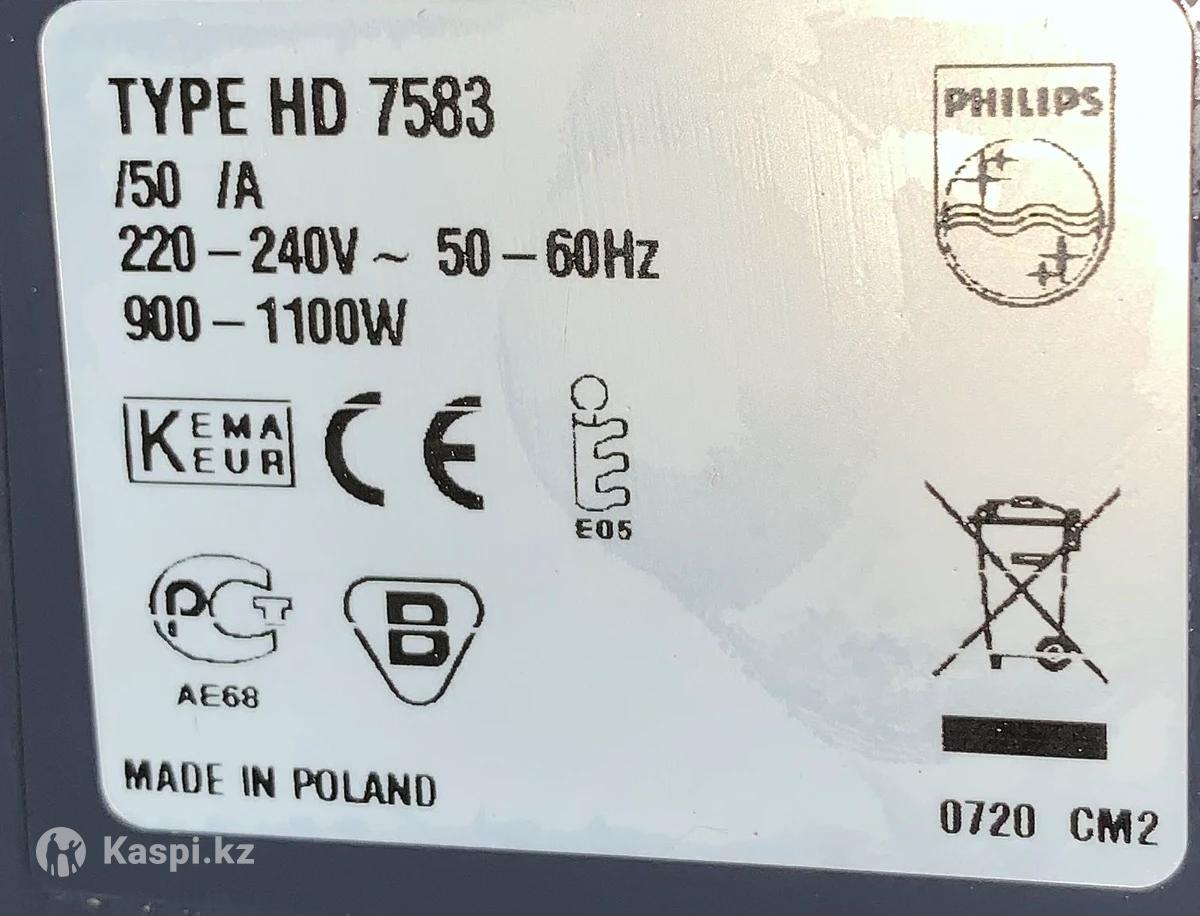 TYPE HD 7583
/50 /A
220-240V~ 50-60Hz
900-1100W
PHILIPS
KEMA
KEUR
CE
E05
PCT
AE68
B
MADE IN POLAND
0720 CM2
Kaspi.kz